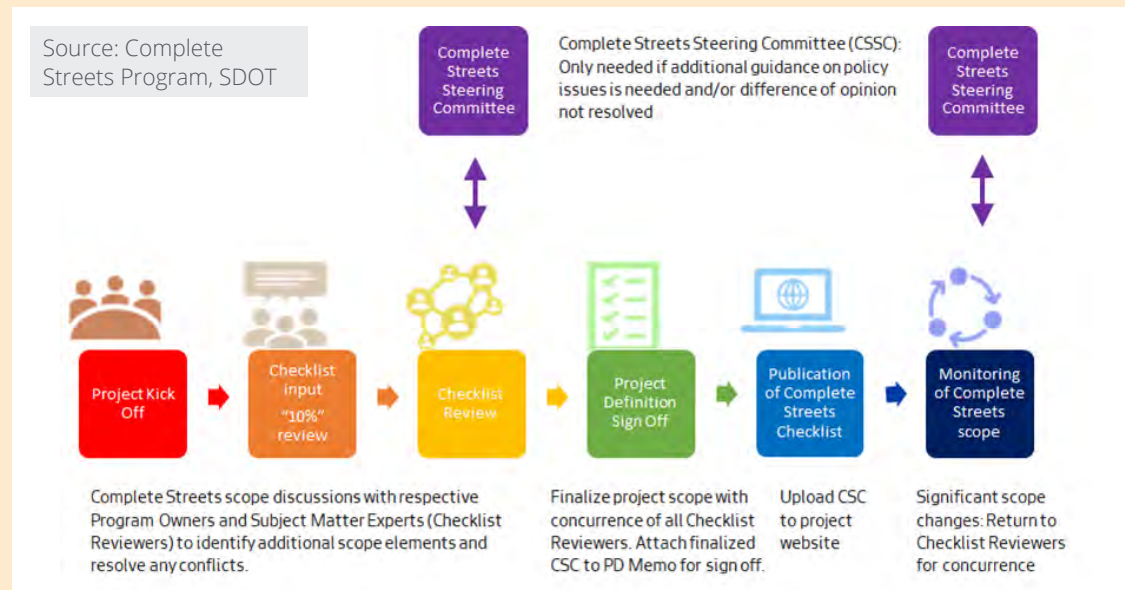 Source: Complete
Streets Program, SDOT
Complete
Streets
Steering
Committee
Complete Streets Steering Committee (CSSC):
Only needed if additional guidance on policy
issues is needed and/or difference of opinion
not resolved
Complete
Streets
Steering
Committee
Project Kick
Off
Checklist
input
"10%"
review
Checklist
Review
Project
Definition
Sign Off
Publication
of Complete
Streets
Checklist
Monitoring
of Complete
Streets
scope
Complete Streets scope discussions with respective
Program Owners and Subject Matter Experts (Checklist
Reviewers) to identify additional scope elements and
resolve any conflicts.
Finalize project scope with
concurrence of all Checklist
Reviewers. Attach finalized
CSC to PD Memo for sign off.
Upload CSC
to project
website
Significant scope
changes: Return to
Checklist Reviewers
for concurrence